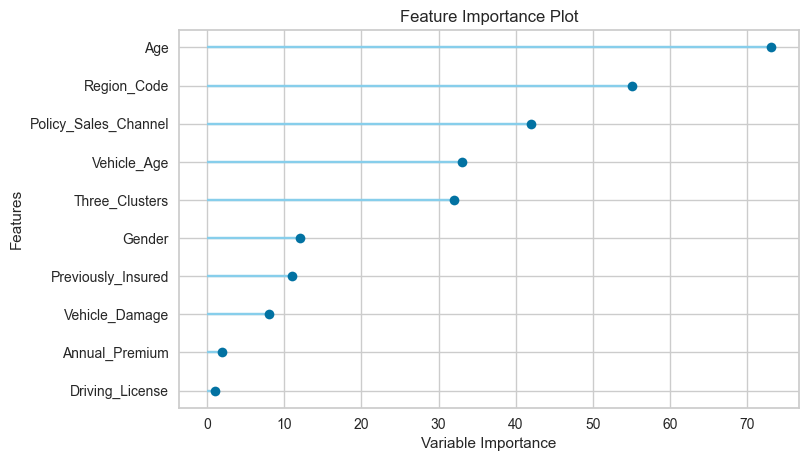 Feature Importance Plot
Features
Age
Region_Code
Policy_Sales_Channel
Vehicle_Age
Three_Clusters
Gender
Previously_Insured
Vehicle_Damage
Annual_Premium
Driving_License
0 10 20 30 40 50 60 70
Variable Importance